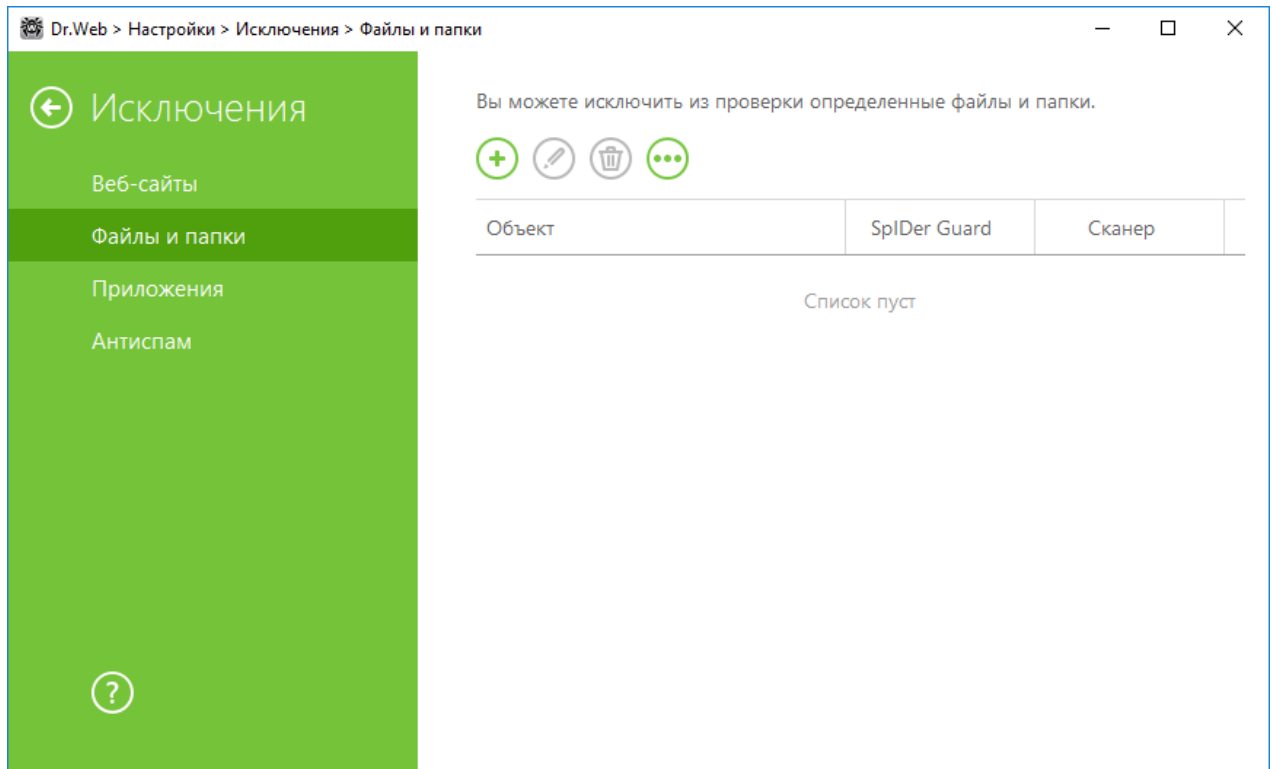 Dr.Web > Настройки > Исключения > Файлы и папки
Исключения
Веб-сайты
Файлы и папки
Приложения
Антиспам
?
Вы можете исключить из проверки определенные файлы и папки.
Объект SpIDer Guard Сканер
Список пуст